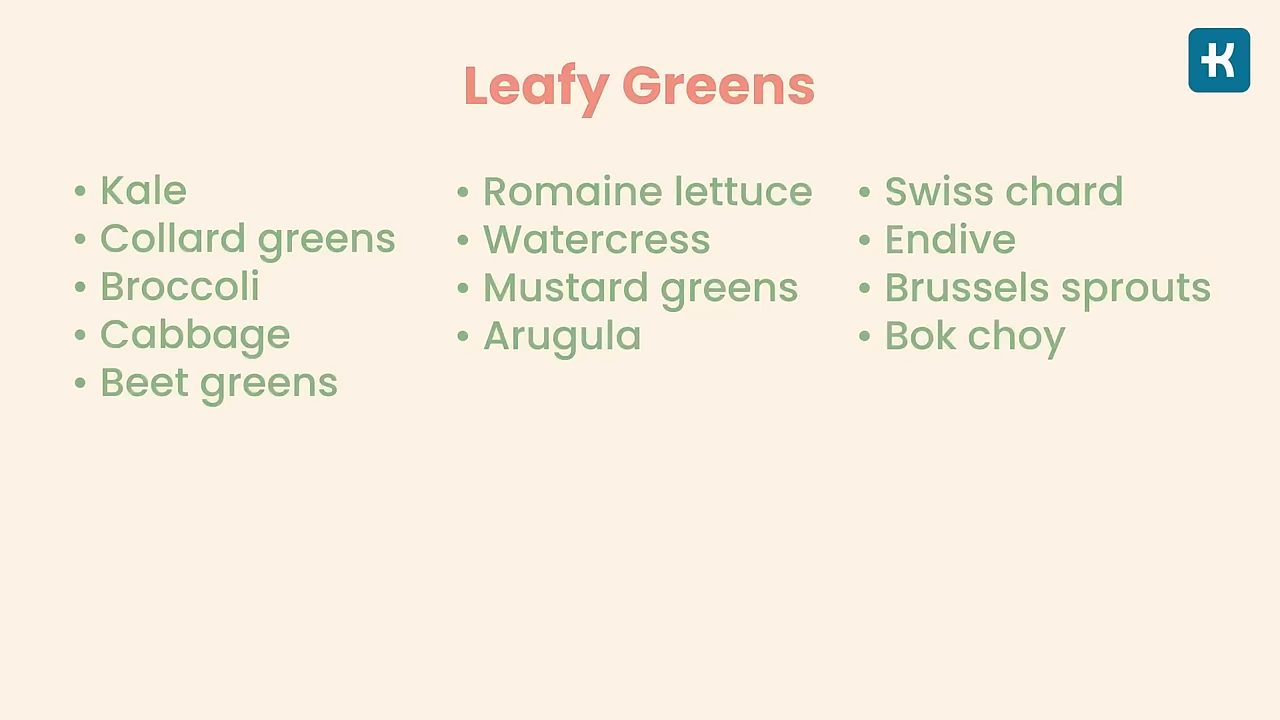 Leafy Greens
• Kale
• Collard greens
• Broccoli
• Cabbage
• Beet greens
• Romaine lettuce
• Watercress
• Mustard greens
• Arugula
• Swiss chard
• Endive
• Brussels sprouts
• Bok choy
K